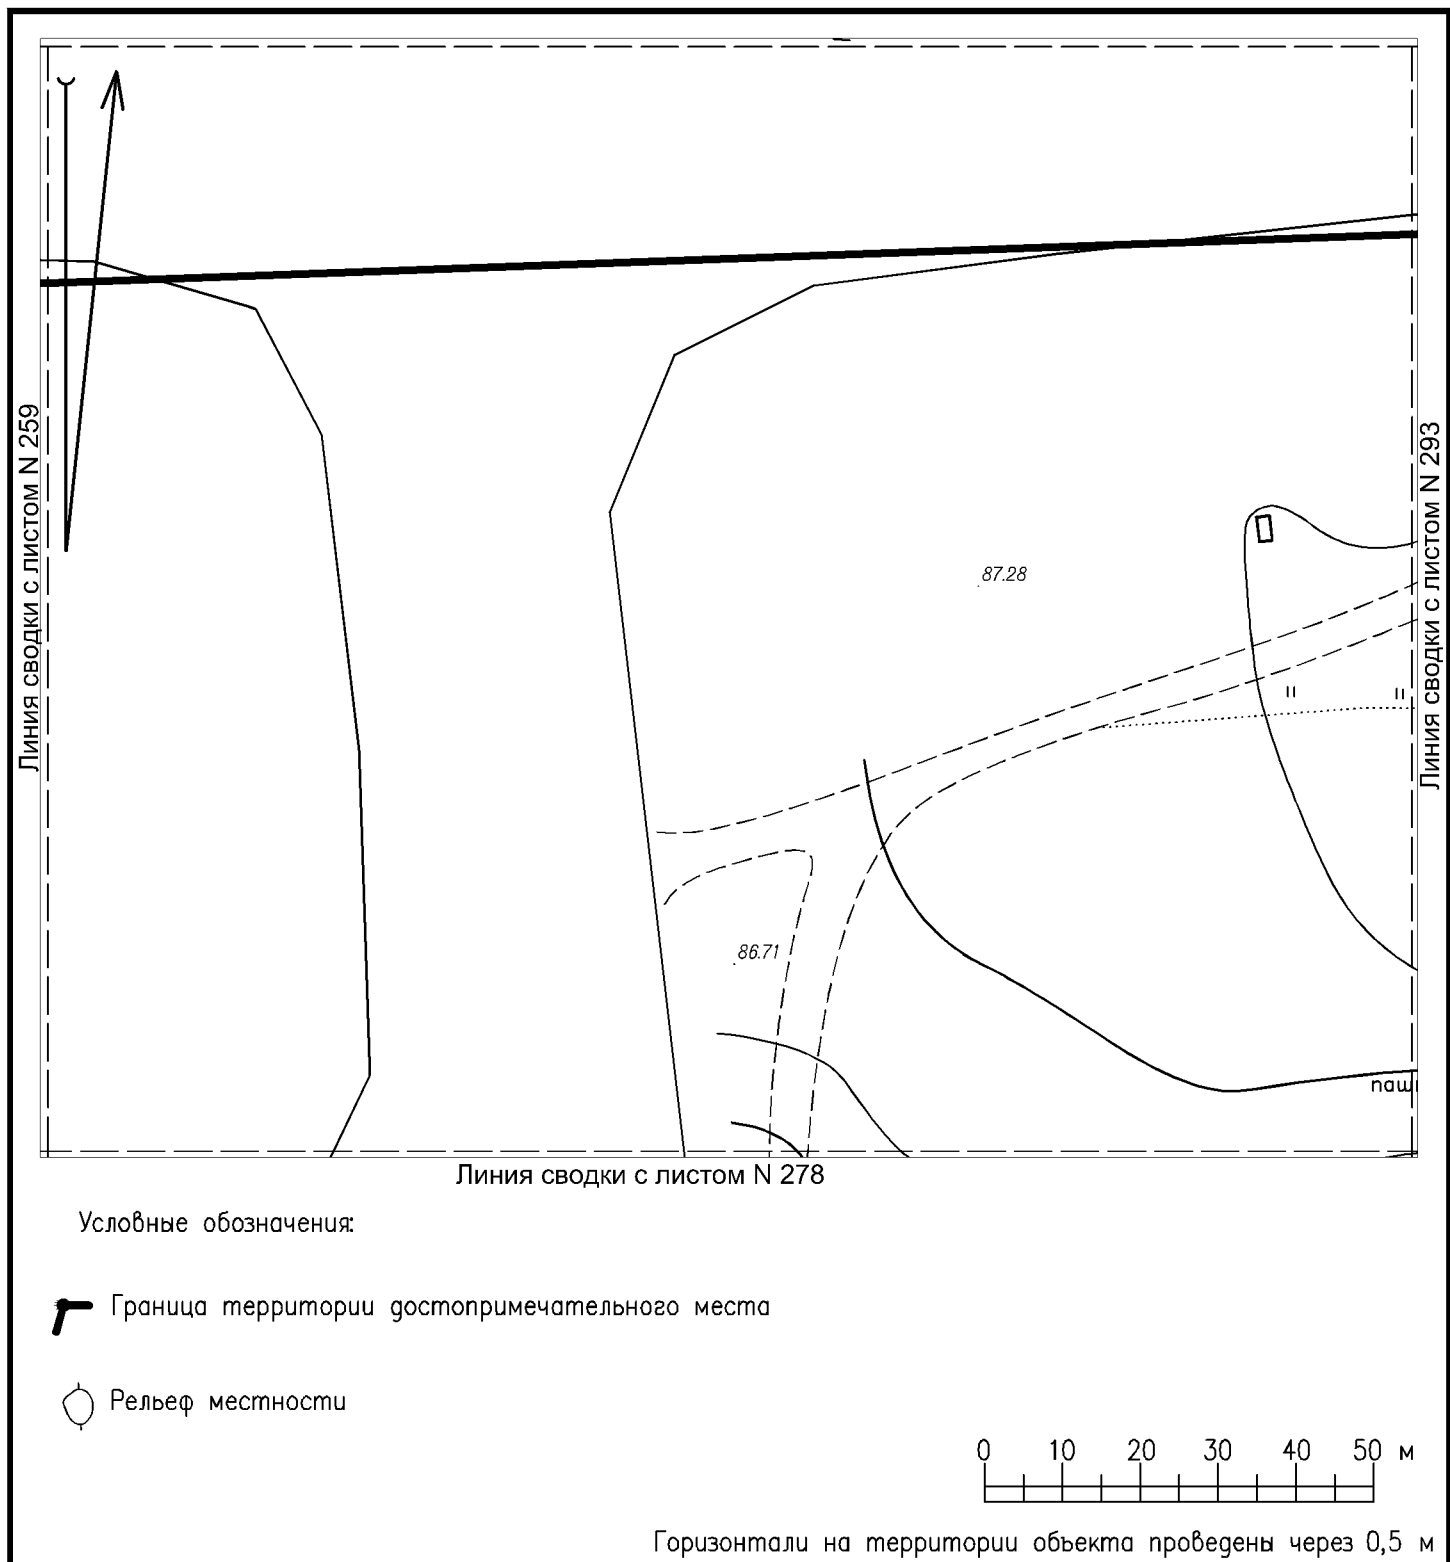 Линия сводки с листом N 259
Линия сводки с листом N 293
87.28
86.71
паш
Линия сводки с листом N 278
Условные обозначения:
Граница территории достопримечательного места
Рельеф местности
0 10 20 30 40 50 м
Горизонтали на территории объекта проведены через 0,5 м